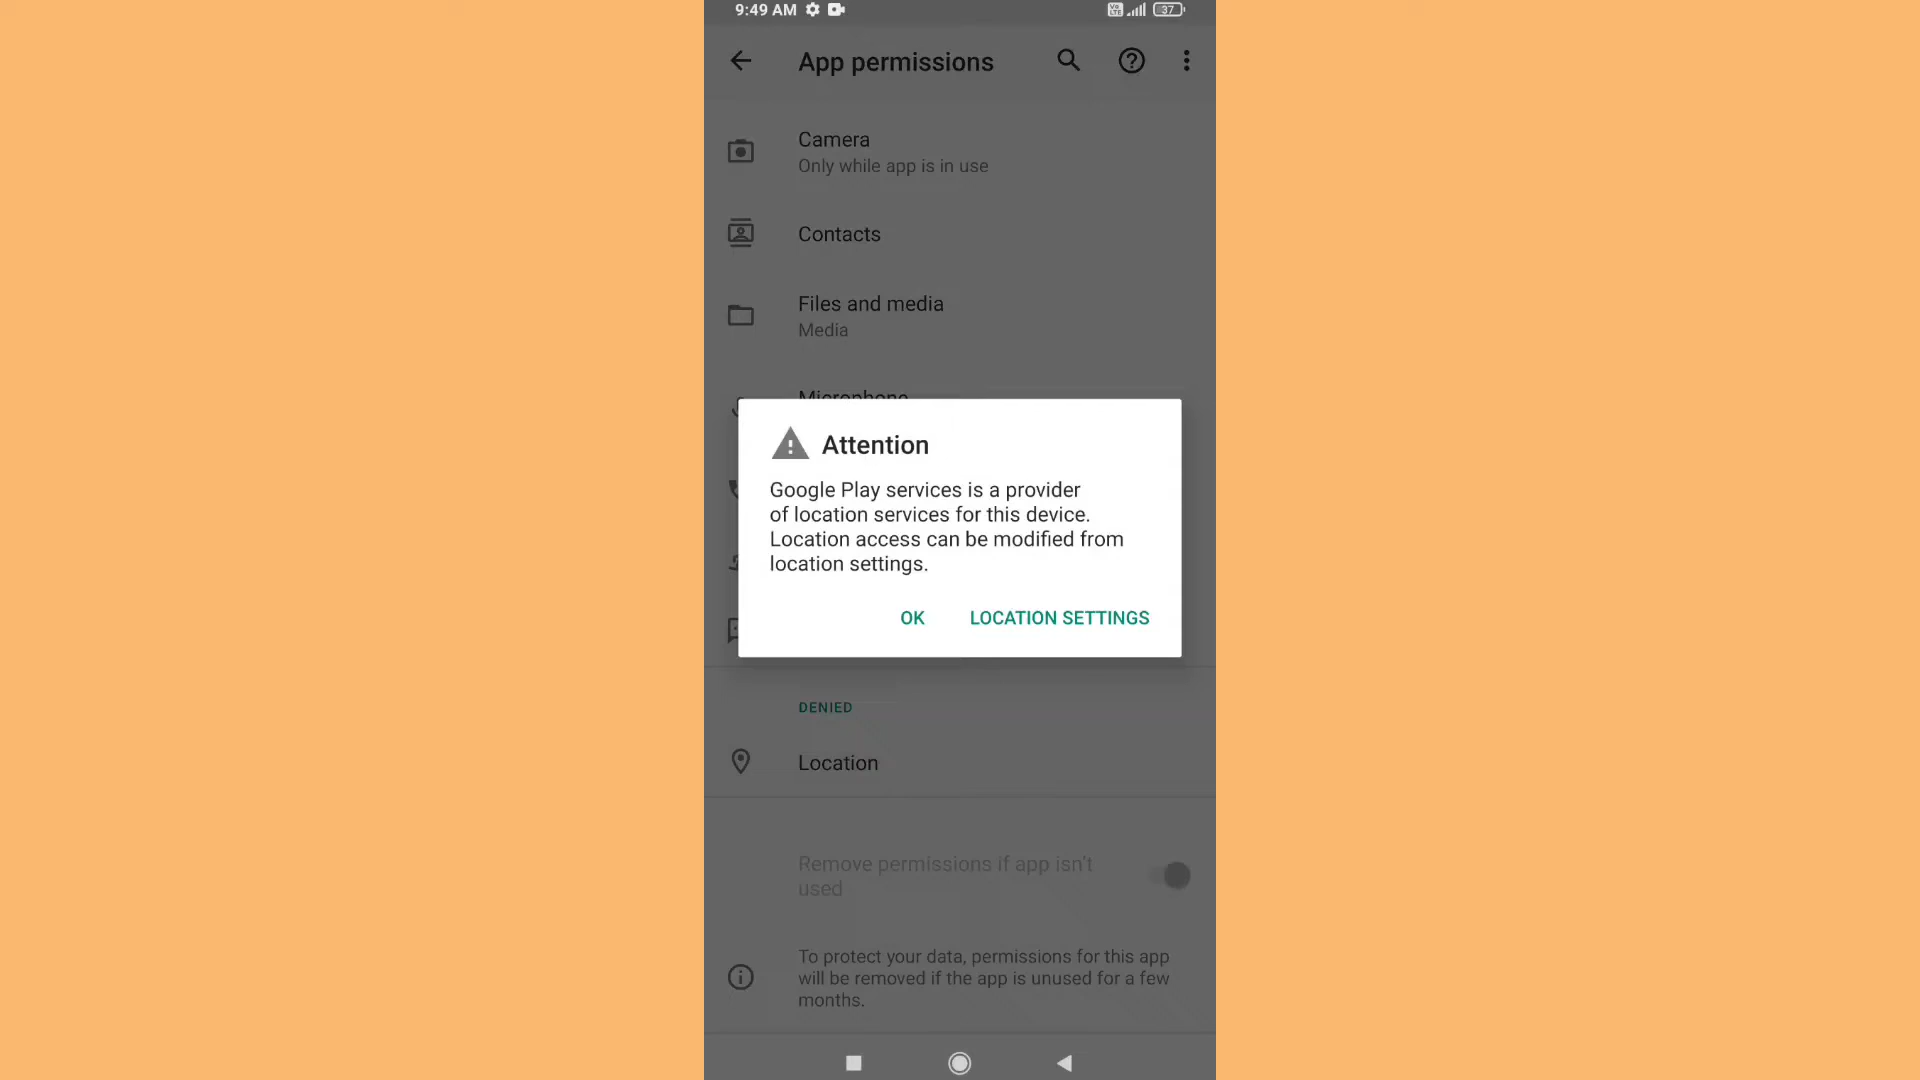 9:49 AM
Vo
LTE
37
App permissions
Camera
Only while app is in use
Contacts
Files and media
Media
Microphone
Attention
Google Play services is a provider
of location services for this device.
Location access can be modified from
location settings.
OK LOCATION SETTINGS
DENIED
Location
Remove permissions if app isn't
used
To protect your data, permissions for this app
will be removed if the app is unused for a few
months.